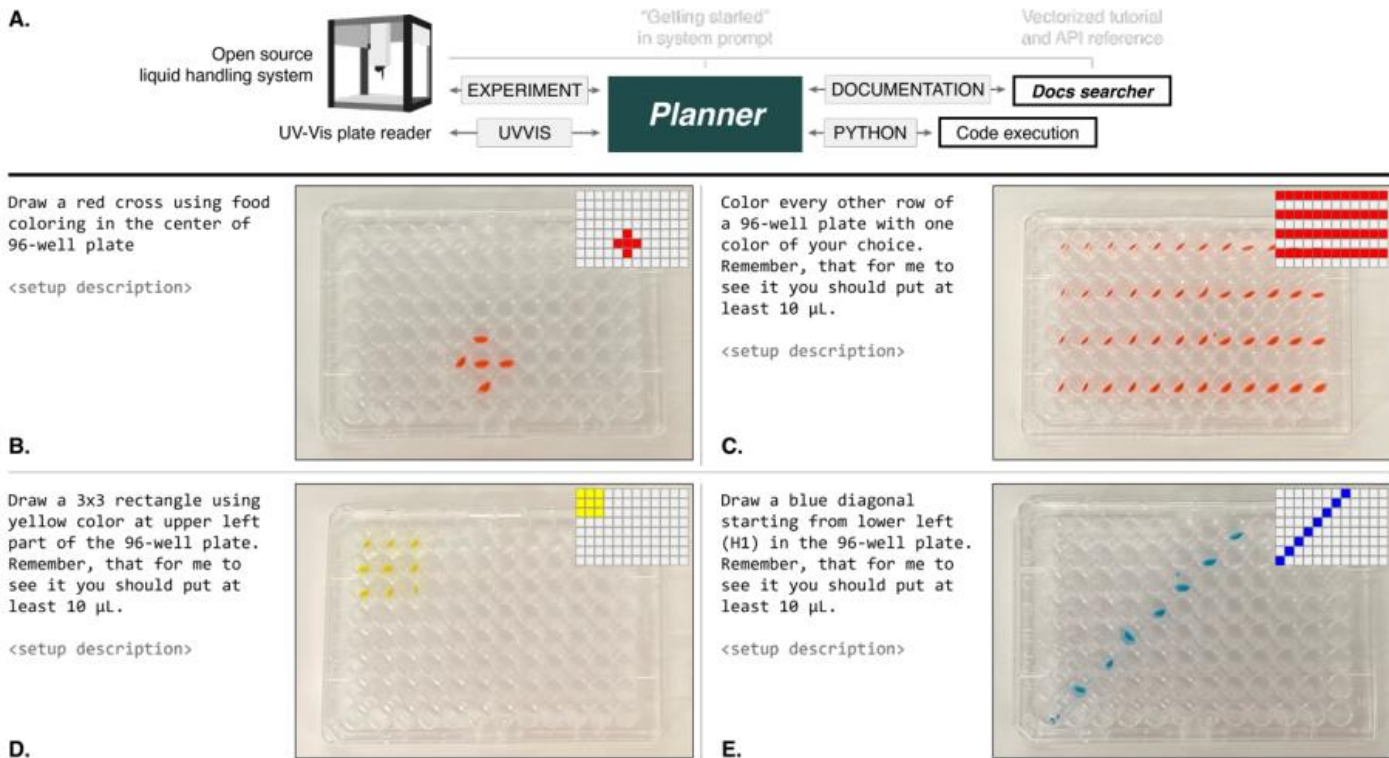 A.
"Getting started"
in system prompt
Vectorized tutorial
and API reference
Open source
liquid handling system
EXPERIMENT
Planner
DOCUMENTATION
Docs searcher
UV-Vis plate reader
UVVIS
PYTHON
Code execution
Draw a red cross using food
coloring in the center of
96-well plate
<setup description>
B.
Color every other row of
a 96-well plate with one
color of your choice.
Remember, that for me to
see it you should put at
least 10 µL.
<setup description>
C.
Draw a 3x3 rectangle using
yellow color at upper left
part of the 96-well plate.
Remember, that for me to
see it you should put at
least 10 µL.
<setup description>
D.
Draw a blue diagonal
starting from lower left
(H1) in the 96-well plate.
Remember, that for me to
see it you should put at
least 10 µL.
<setup description>
E.